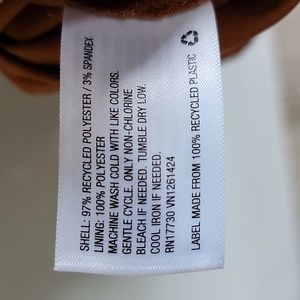 SHELL: 97% RECYCLED POLYESTER / 3% SPANDEX
LINING: 100% POLYESTER
MACHINE WASH COLD WITH LIKE COLORS.
GENTLE CYCLE. ONLY NON-CHLORINE
BLEACH IF NEEDED. TUMBLE DRY LOW.
COOL IRON IF NEEDED.
RN17730 VN1261424
LABEL MADE FROM 100% RECYCLED PLASTIC